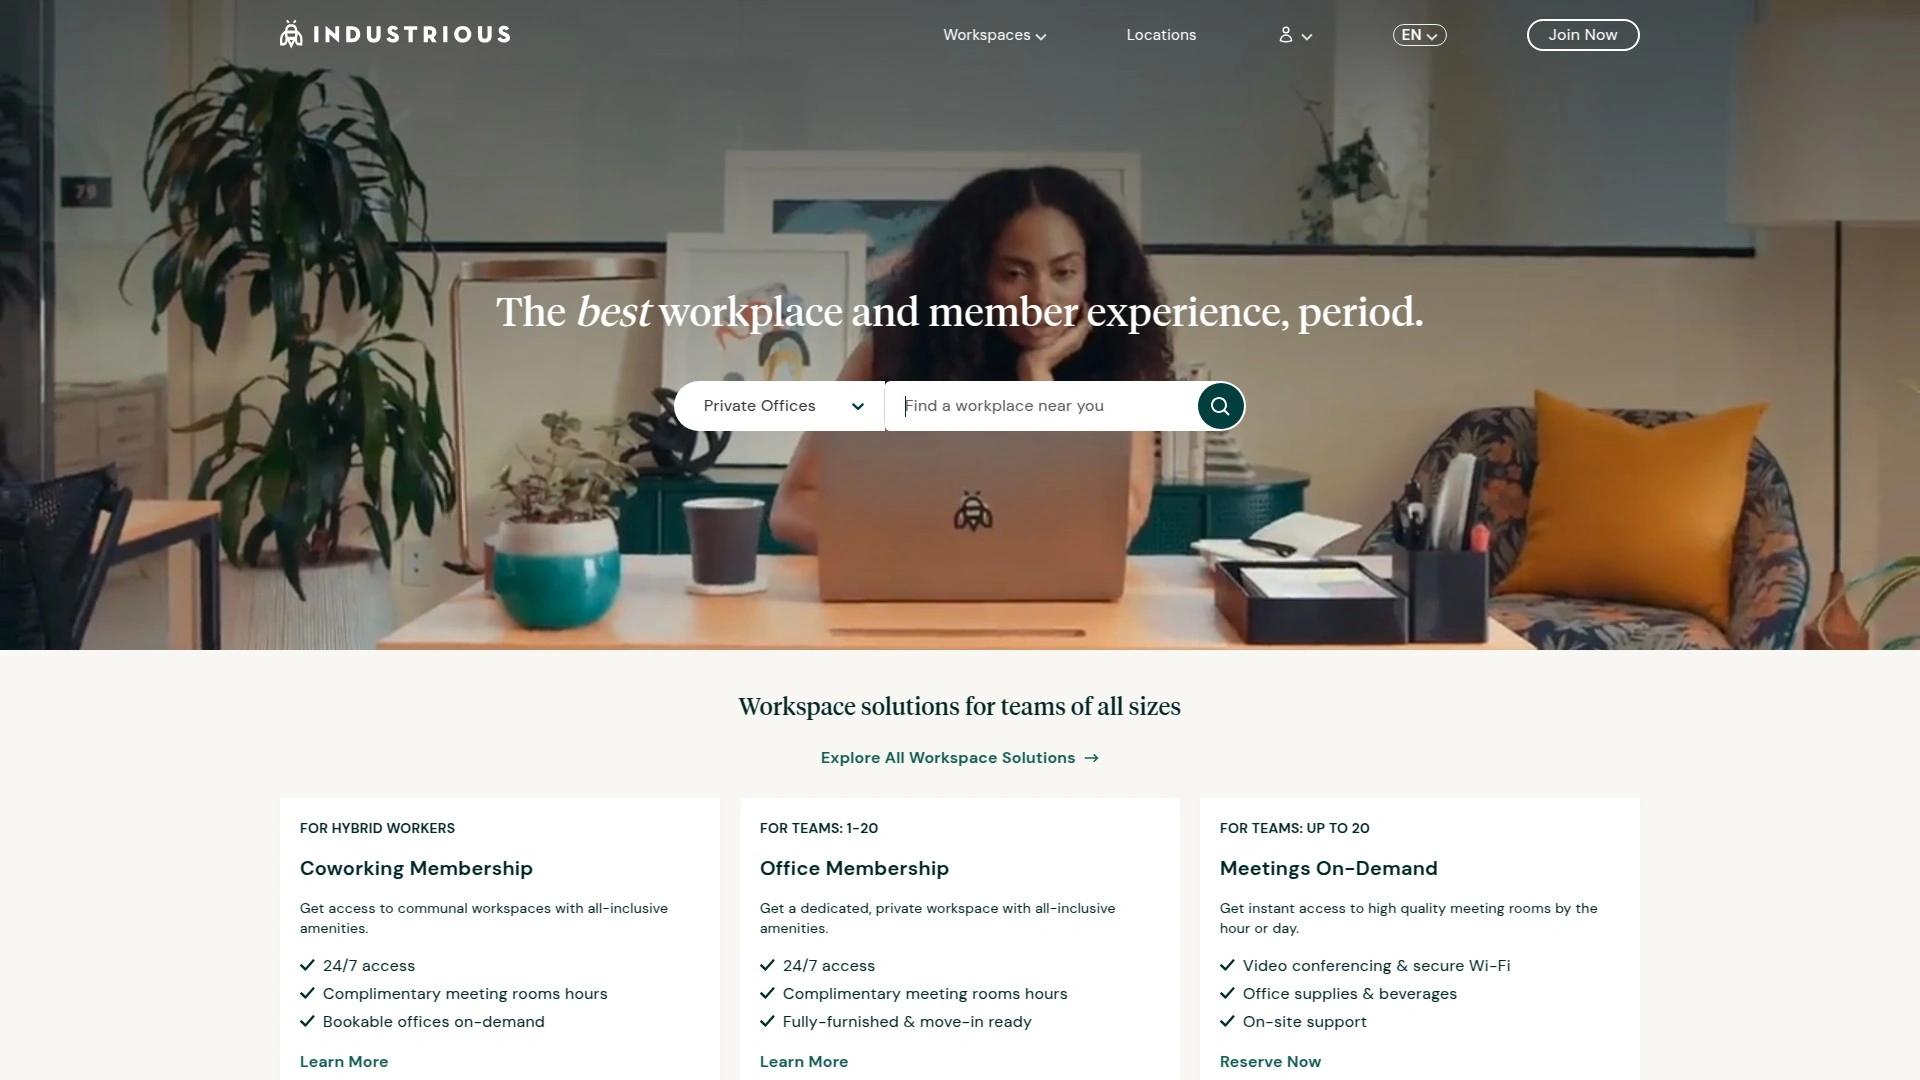 INDUSTRIOUS
Workspaces
Locations
EN
Join Now
79
The best workplace and member experience, period.
Private Offices
Find a workplace near you
Workspace solutions for teams of all sizes
Explore All Workspace Solutions →
FOR HYBRID WORKERS
Coworking Membership
Get access to communal workspaces with all-inclusive
amenities.
24/7 access
Complimentary meeting rooms hours
Bookable offices on-demand
Learn More
FOR TEAMS: 1-20
Office Membership
Get a dedicated, private workspace with all-inclusive
amenities.
24/7 access
Complimentary meeting rooms hours
Fully-furnished & move-in ready
Learn More
FOR TEAMS: UP TO 20
Meetings On-Demand
Get instant access to high quality meeting rooms by the
hour or day.
Video conferencing & secure Wi-Fi
Office supplies & beverages
On-site support
Reserve Now